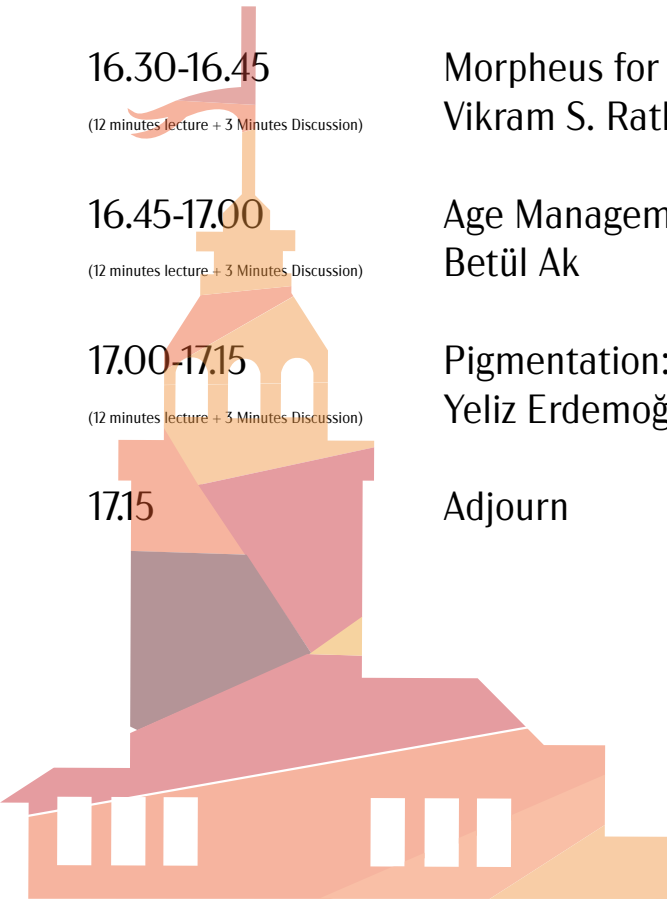 16.30-16.45 Morpheus for
(12 minutes lecture + 3 Minutes Discussion) Vikram S. Rat
16.45-17.00 Age Managem
(12 minutes lecture + 3 Minutes Discussion) Betül Ak
17.00-17.15 Pigmentation:
(12 minutes lecture + 3 Minutes Discussion) Yeliz Erdemoğ
17.15 Adjourn